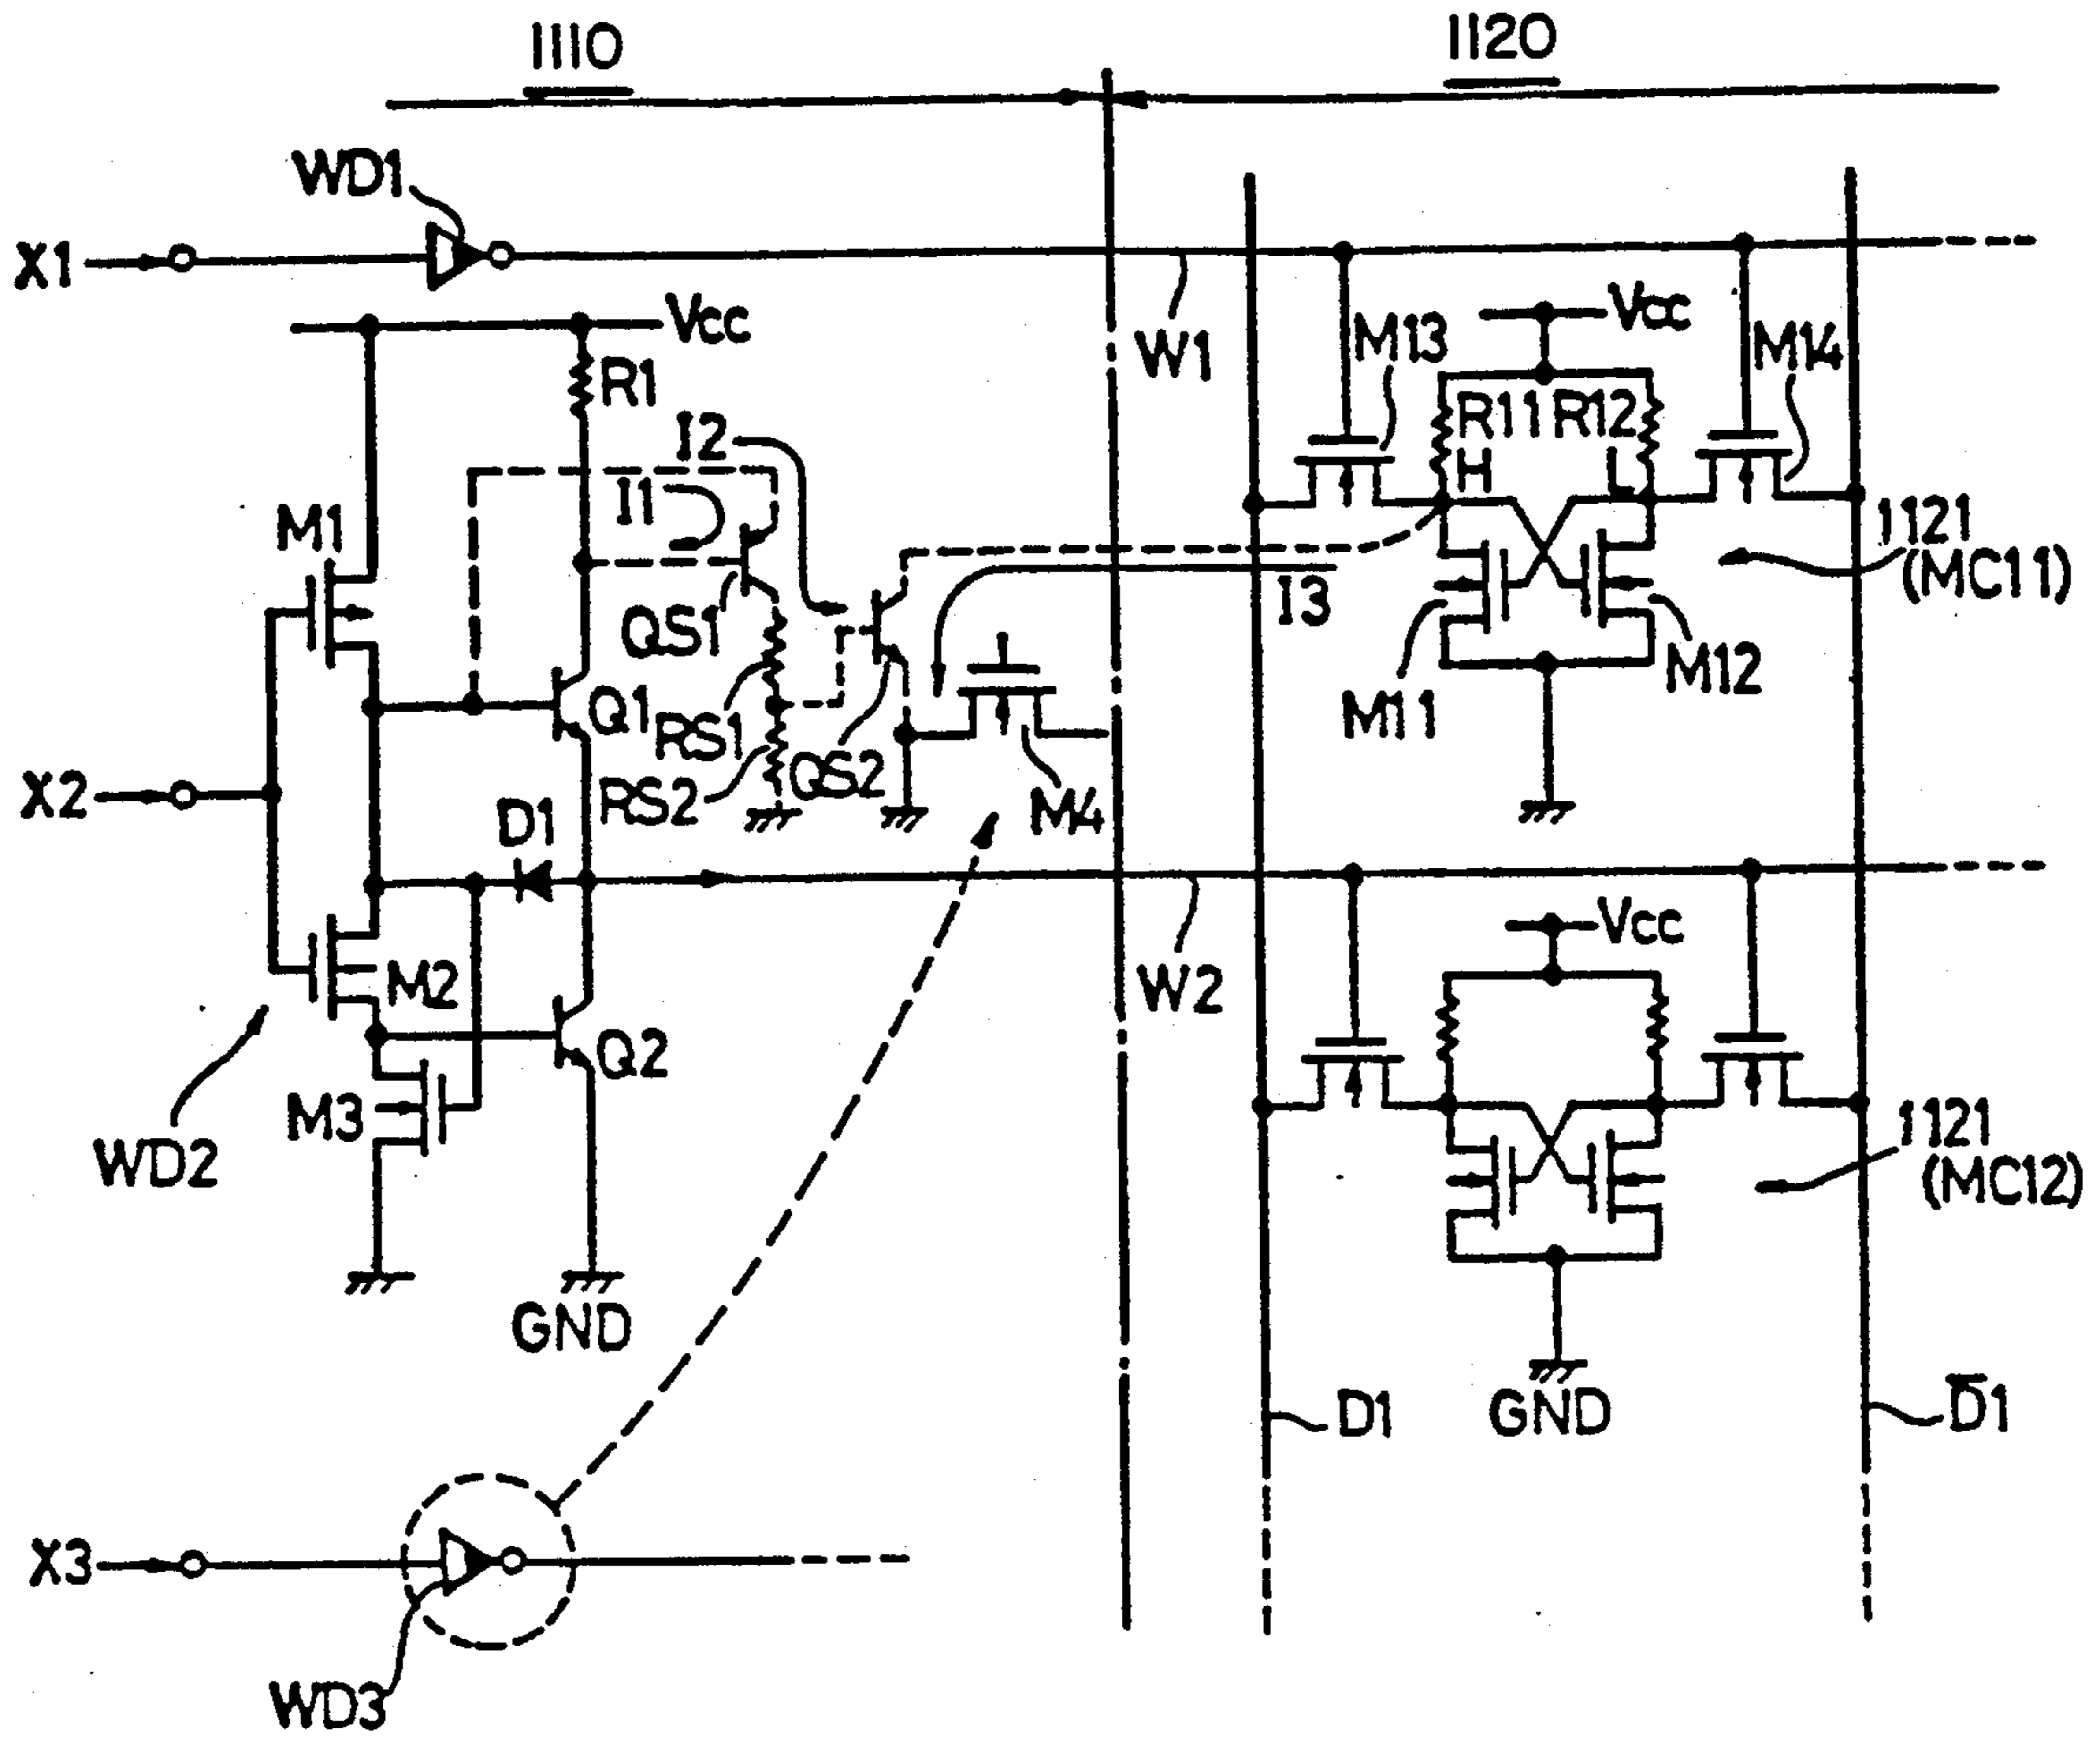 1110
1120
WD1
X1
Vcc
W1
R1
Vcc
M13
M14
R11
R12
I2
H
L
I1
M1
1121
(MC11)
QS1
I3
M12
M11
Q1
RS1
QS2
RS2
M4
X2
D1
Vcc
W2
M2
Q2
M3
WD2
1121
(MC12)
GND
D1
GND
D̅1
X3
WD3